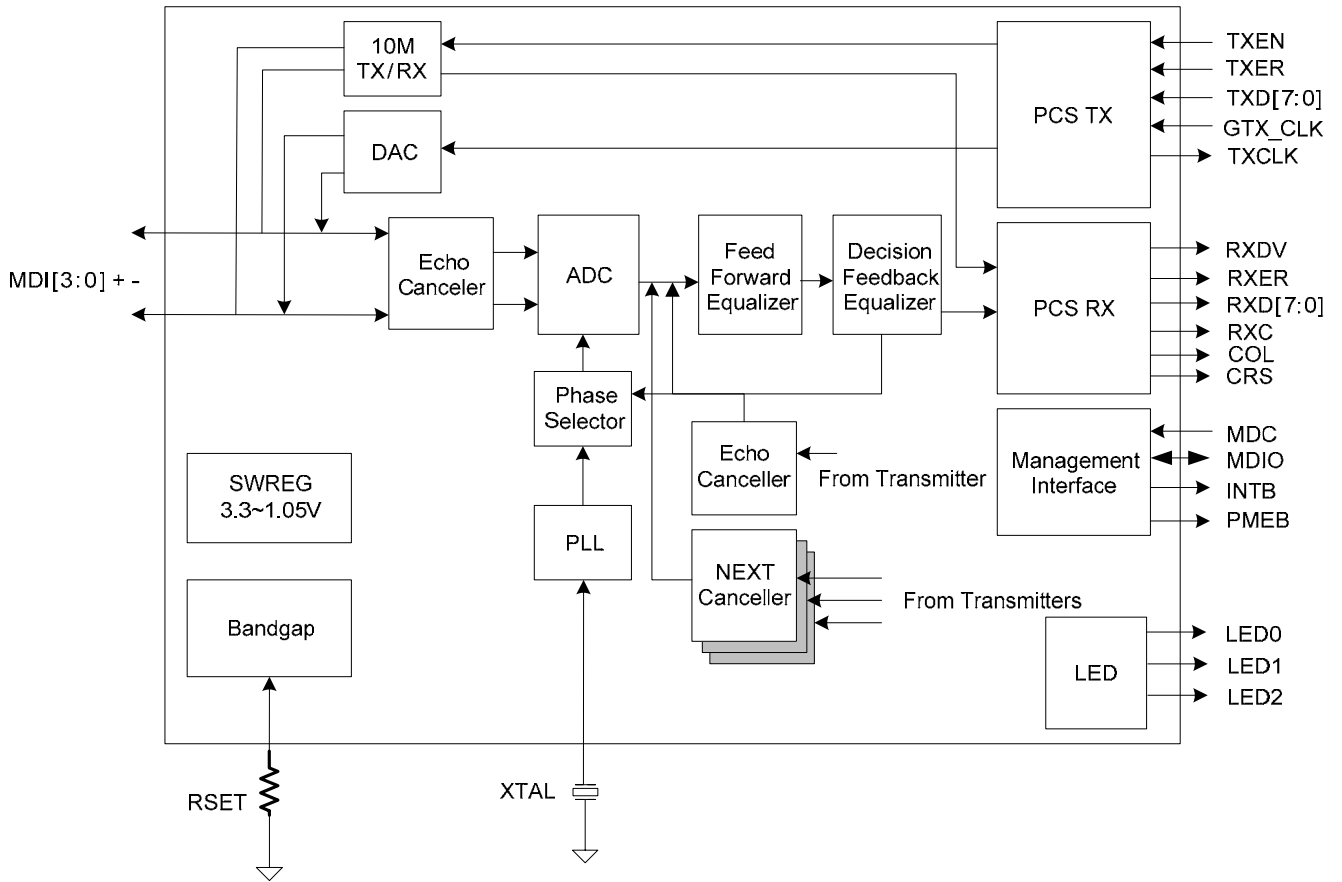 10M
TX/RX
PCS TX
TXEN
TXER
TXD[7:0]
GTX_CLK
TXCLK
DAC
MDI[3:0] + -
Echo
Canceler
ADC
Feed
Forward
Equalizer
Decision
Feedback
Equalizer
PCS RX
RXDV
RXER
RXD[7:0]
RXC
COL
CRS
Phase
Selector
Echo
Canceller
From Transmitter
Management
Interface
MDC
MDIO
INTB
PMEB
SWREG
3.3~1.05V
PLL
NEXT
Canceller
From Transmitters
Bandgap
LED
LED0
LED1
LED2
RSET
XTAL